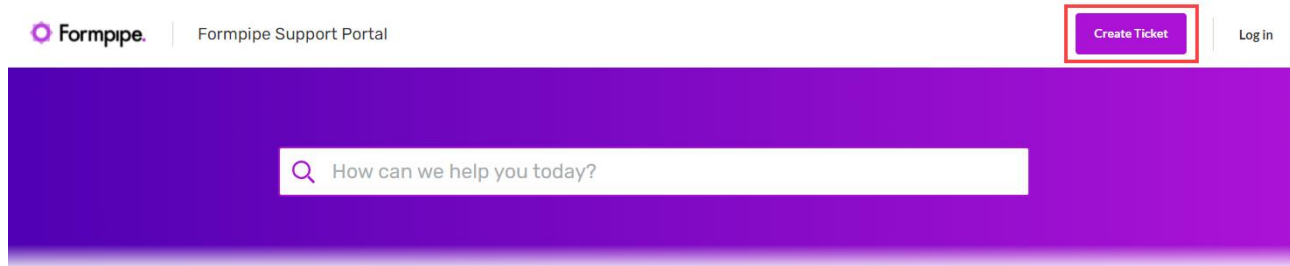 Formpipe. Formpipe Support Portal Create Ticket Log in
How can we help you today?